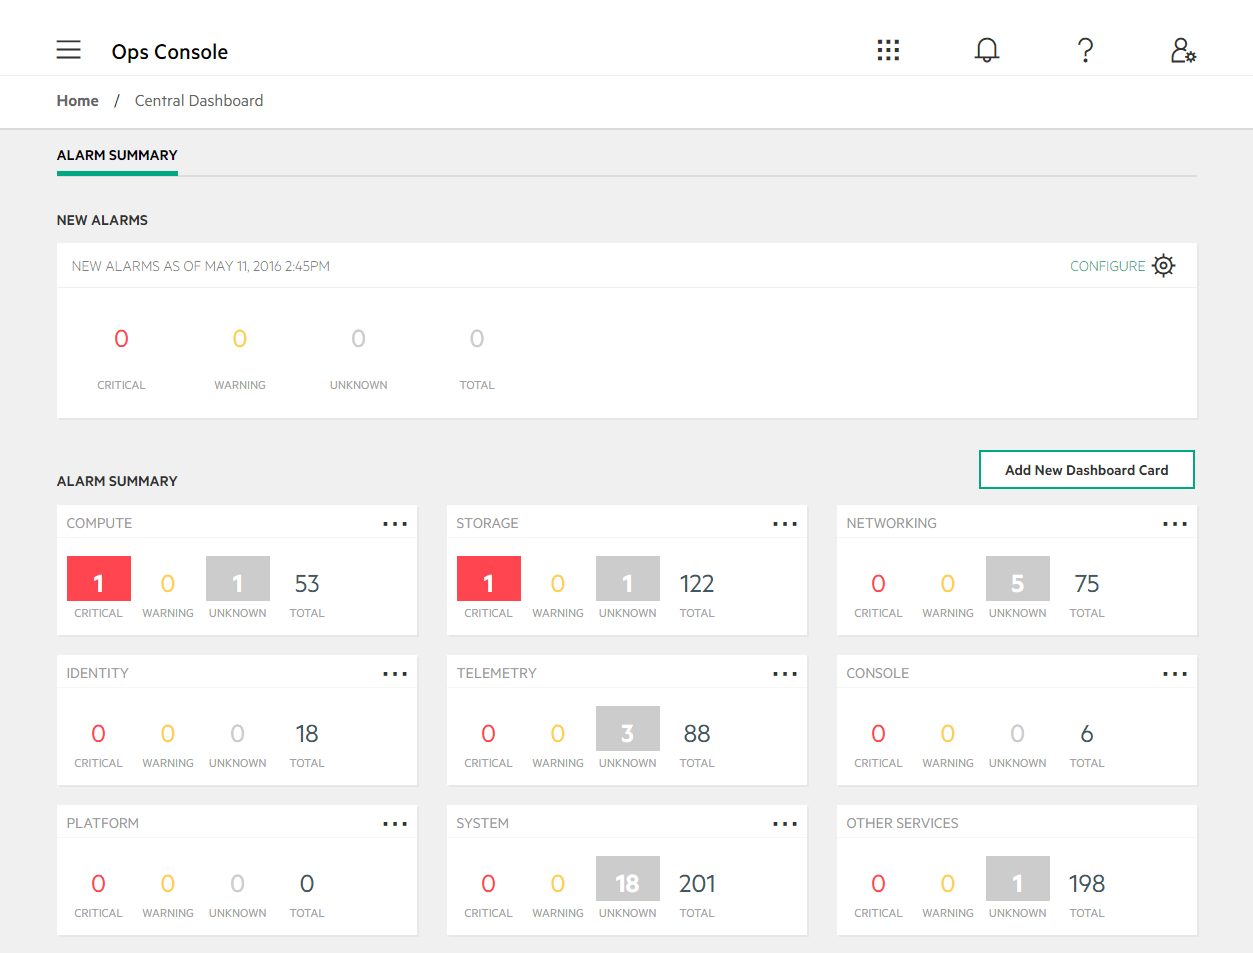 Ops Console
Home / Central Dashboard
ALARM SUMMARY
NEW ALARMS
NEW ALARMS AS OF MAY 11, 2016 2:45PM CONFIGURE
0 0 0 0
CRITICAL WARNING UNKNOWN TOTAL
ALARM SUMMARY Add New Dashboard Card
COMPUTE
1 0 1 53
CRITICAL WARNING UNKNOWN TOTAL
STORAGE
1 0 1 122
CRITICAL WARNING UNKNOWN TOTAL
NETWORKING
0 0 5 75
CRITICAL WARNING UNKNOWN TOTAL
IDENTITY
0 0 0 18
CRITICAL WARNING UNKNOWN TOTAL
TELEMETRY
0 0 3 88
CRITICAL WARNING UNKNOWN TOTAL
CONSOLE
0 0 0 6
CRITICAL WARNING UNKNOWN TOTAL
PLATFORM
0 0 0 0
CRITICAL WARNING UNKNOWN TOTAL
SYSTEM
0 0 18 201
CRITICAL WARNING UNKNOWN TOTAL
OTHER SERVICES
0 0 1 198
CRITICAL WARNING UNKNOWN TOTAL